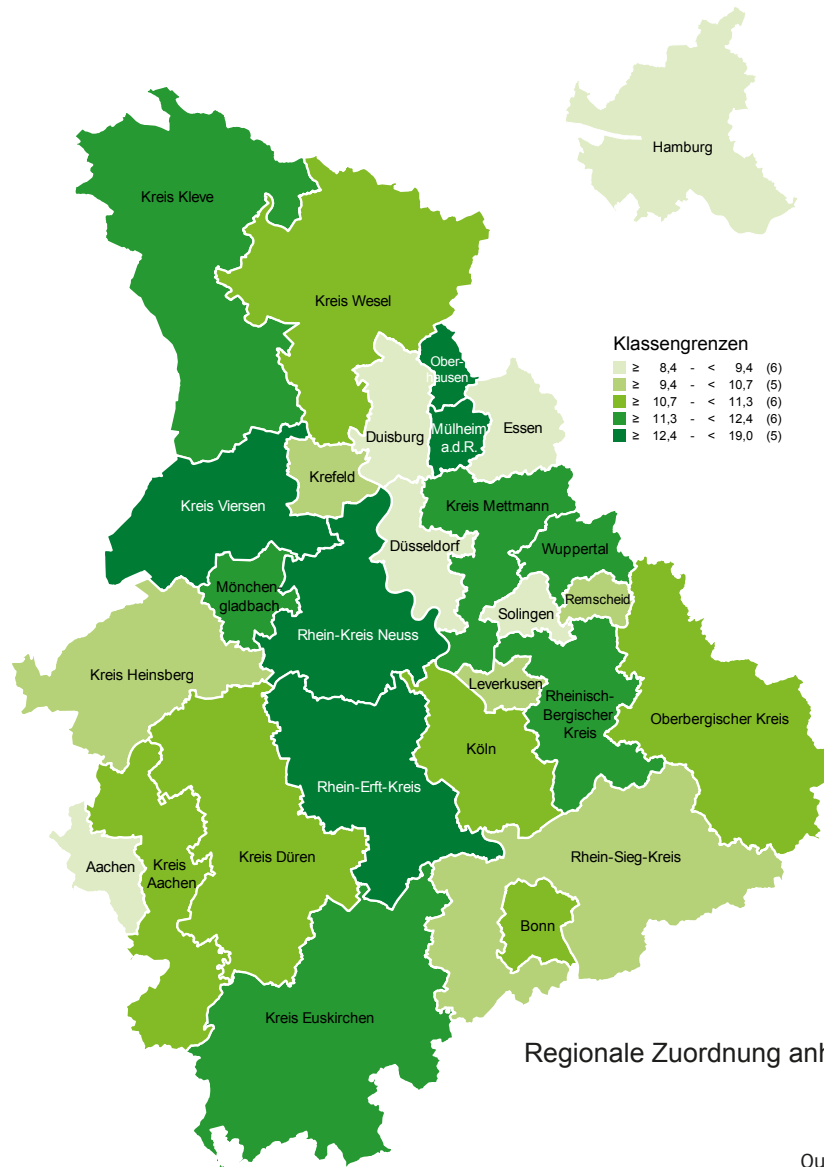 Hamburg
Kreis Kleve
Kreis Wesel
Klassengrenzen
≥ 8,4 - < 9,4 (6)
≥ 9,4 - < 10,7 (5)
≥ 10,7 - < 11,3 (6)
≥ 11,3 - < 12,4 (6)
≥ 12,4 - < 19,0 (5)
Ober-
hausen
Duisburg
Mülheim
a.d.R.
Essen
Krefeld
Kreis Viersen
Kreis Mettmann
Düsseldorf
Wuppertal
Mönchen
gladbach
Solingen
Remscheid
Rhein-Kreis Neuss
Kreis Heinsberg
Leverkusen
Rheinisch-
Bergischer
Kreis
Oberbergischer Kreis
Köln
Rhein-Erft-Kreis
Aachen
Kreis
Aachen
Kreis Düren
Rhein-Sieg-Kreis
Bonn
Kreis Euskirchen
Regionale Zuordnung anh
Qu